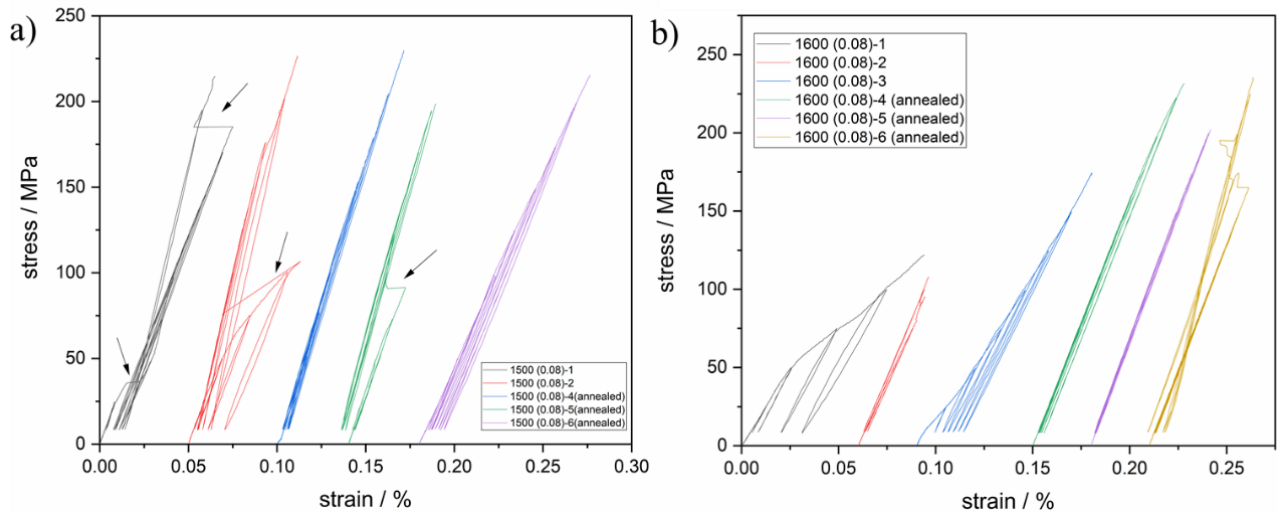 a)
250
200
150
100
50
0
stress / MPa
0.00 0.05 0.10 0.15 0.20 0.25 0.30
strain / %
1500 (0.08)-1
1500 (0.08)-2
1500 (0.08)-4(annealed)
1500 (0.08)-5(annealed)
1500 (0.08)-6(annealed)
b)
250
200
150
100
50
0
stress / MPa
0.00 0.05 0.10 0.15 0.20 0.25
strain / %
1600 (0.08)-1
1600 (0.08)-2
1600 (0.08)-3
1600 (0.08)-4 (annealed)
1600 (0.08)-5 (annealed)
1600 (0.08)-6 (annealed)